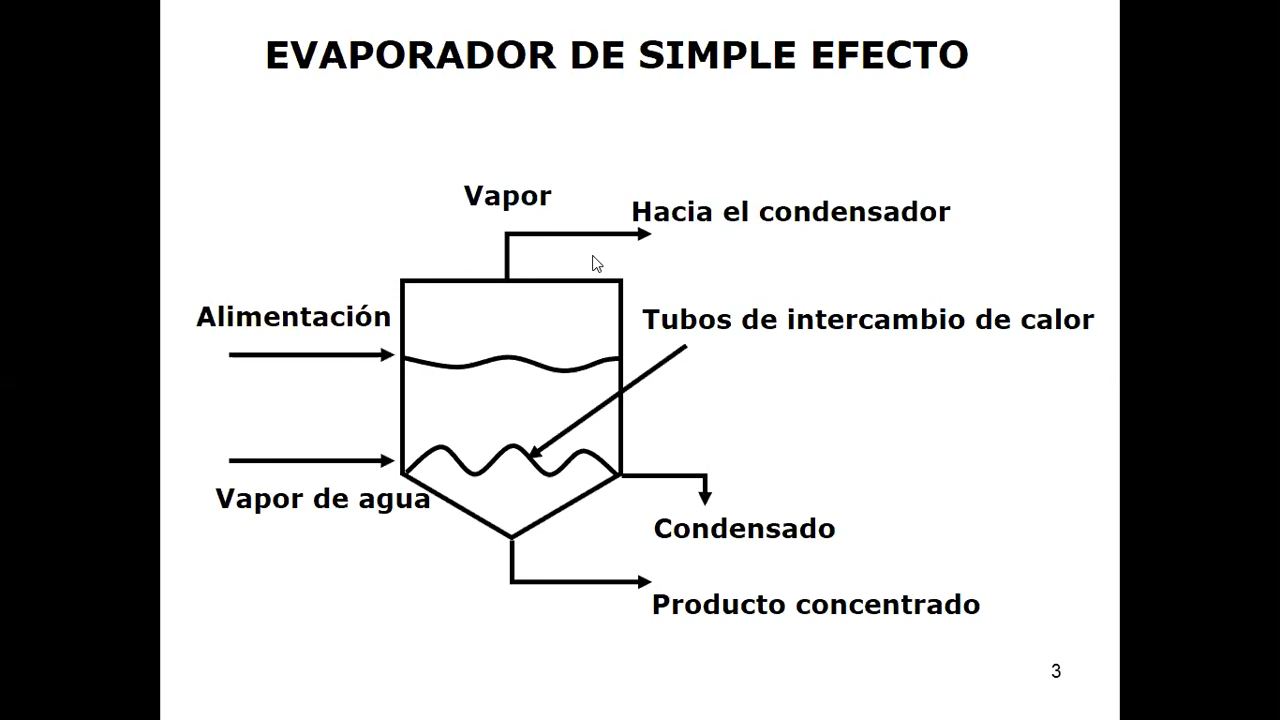 EVAPORADOR DE SIMPLE EFECTO
Vapor
Hacia el condensador
Alimentación
Tubos de intercambio de calor
Vapor de agua
Condensado
Producto concentrado
3